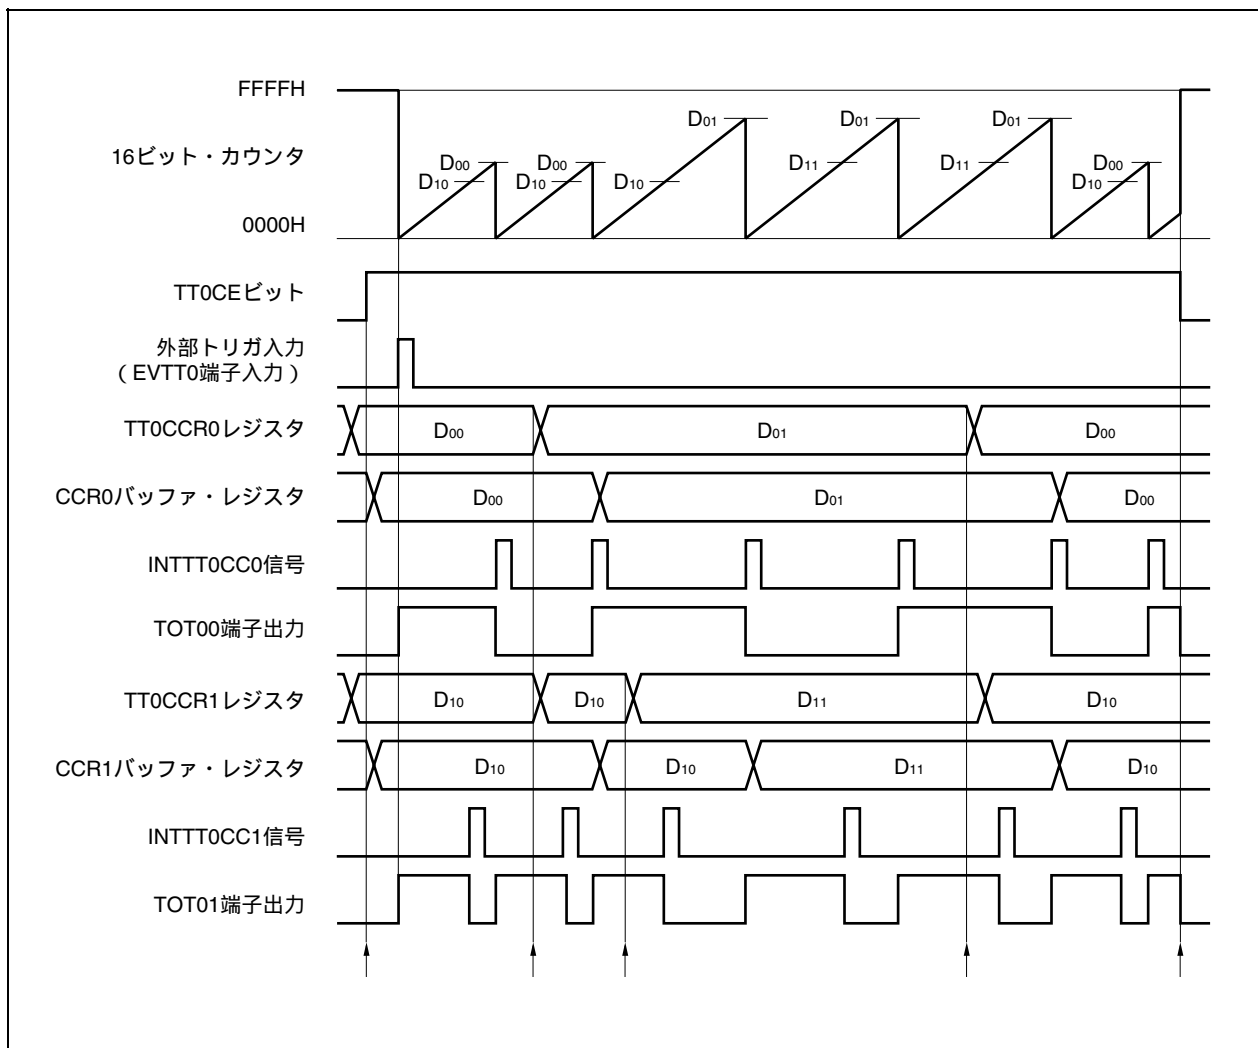 FFFFH
D01
D01
D01
16ビット・カウンタ
D00
D00
D11
D11
D00
D10
D10
D10
D10
0000H
TT0CEビット
外部トリガ入力
(EVTT0端子入力)
TT0CCR0レジスタ
D00
D01
D00
CCR0バッファ・レジスタ
D00
D01
D00
INTTT0CC0信号
TOT00端子出力
TT0CCR1レジスタ
D10
D10
D11
D10
CCR1バッファ・レジスタ
D10
D10
D11
D10
INTTT0CC1信号
TOT01端子出力